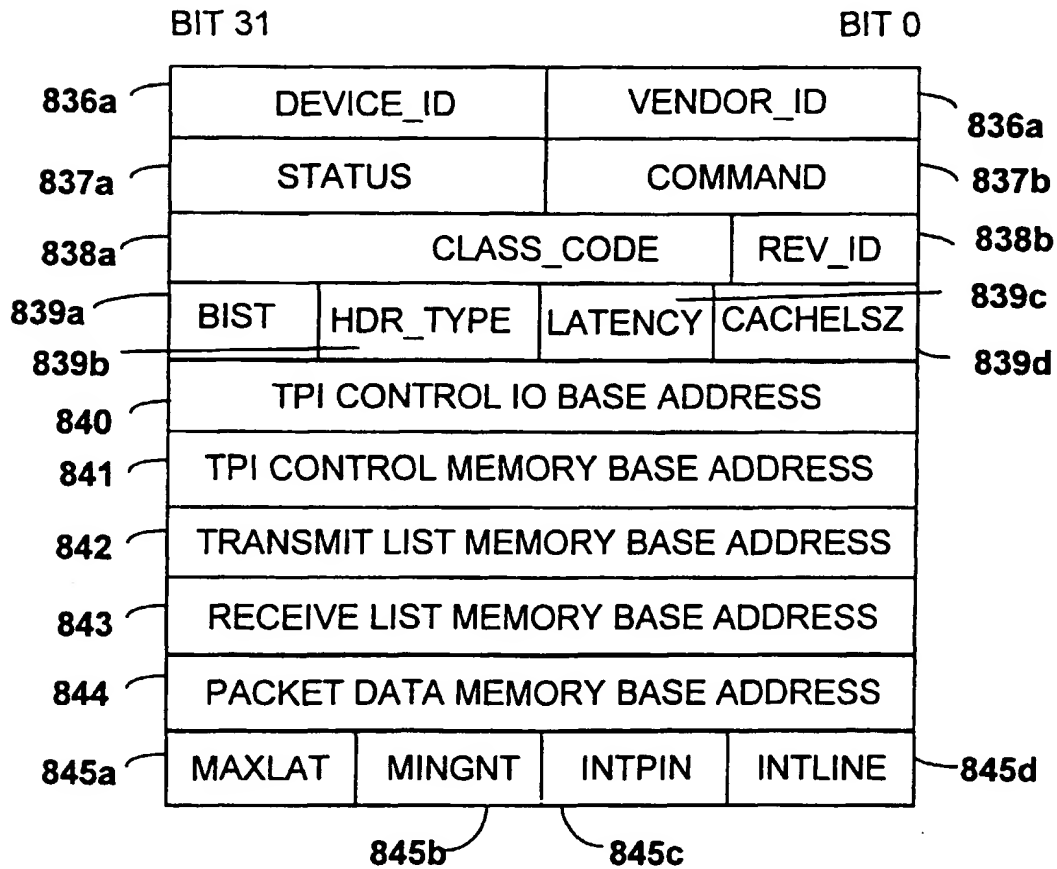 BIT 31 BIT 0
836a DEVICE_ID VENDOR_ID 836a
837a STATUS COMMAND 837b
838a CLASS_CODE REV_ID 838b
839a BIST HDR_TYPE LATENCY CACHELSZ 839c
839b 839d
840 TPI CONTROL IO BASE ADDRESS
841 TPI CONTROL MEMORY BASE ADDRESS
842 TRANSMIT LIST MEMORY BASE ADDRESS
843 RECEIVE LIST MEMORY BASE ADDRESS
844 PACKET DATA MEMORY BASE ADDRESS
845a MAXLAT MINGNT INTPIN INTLINE 845d
845b 845c